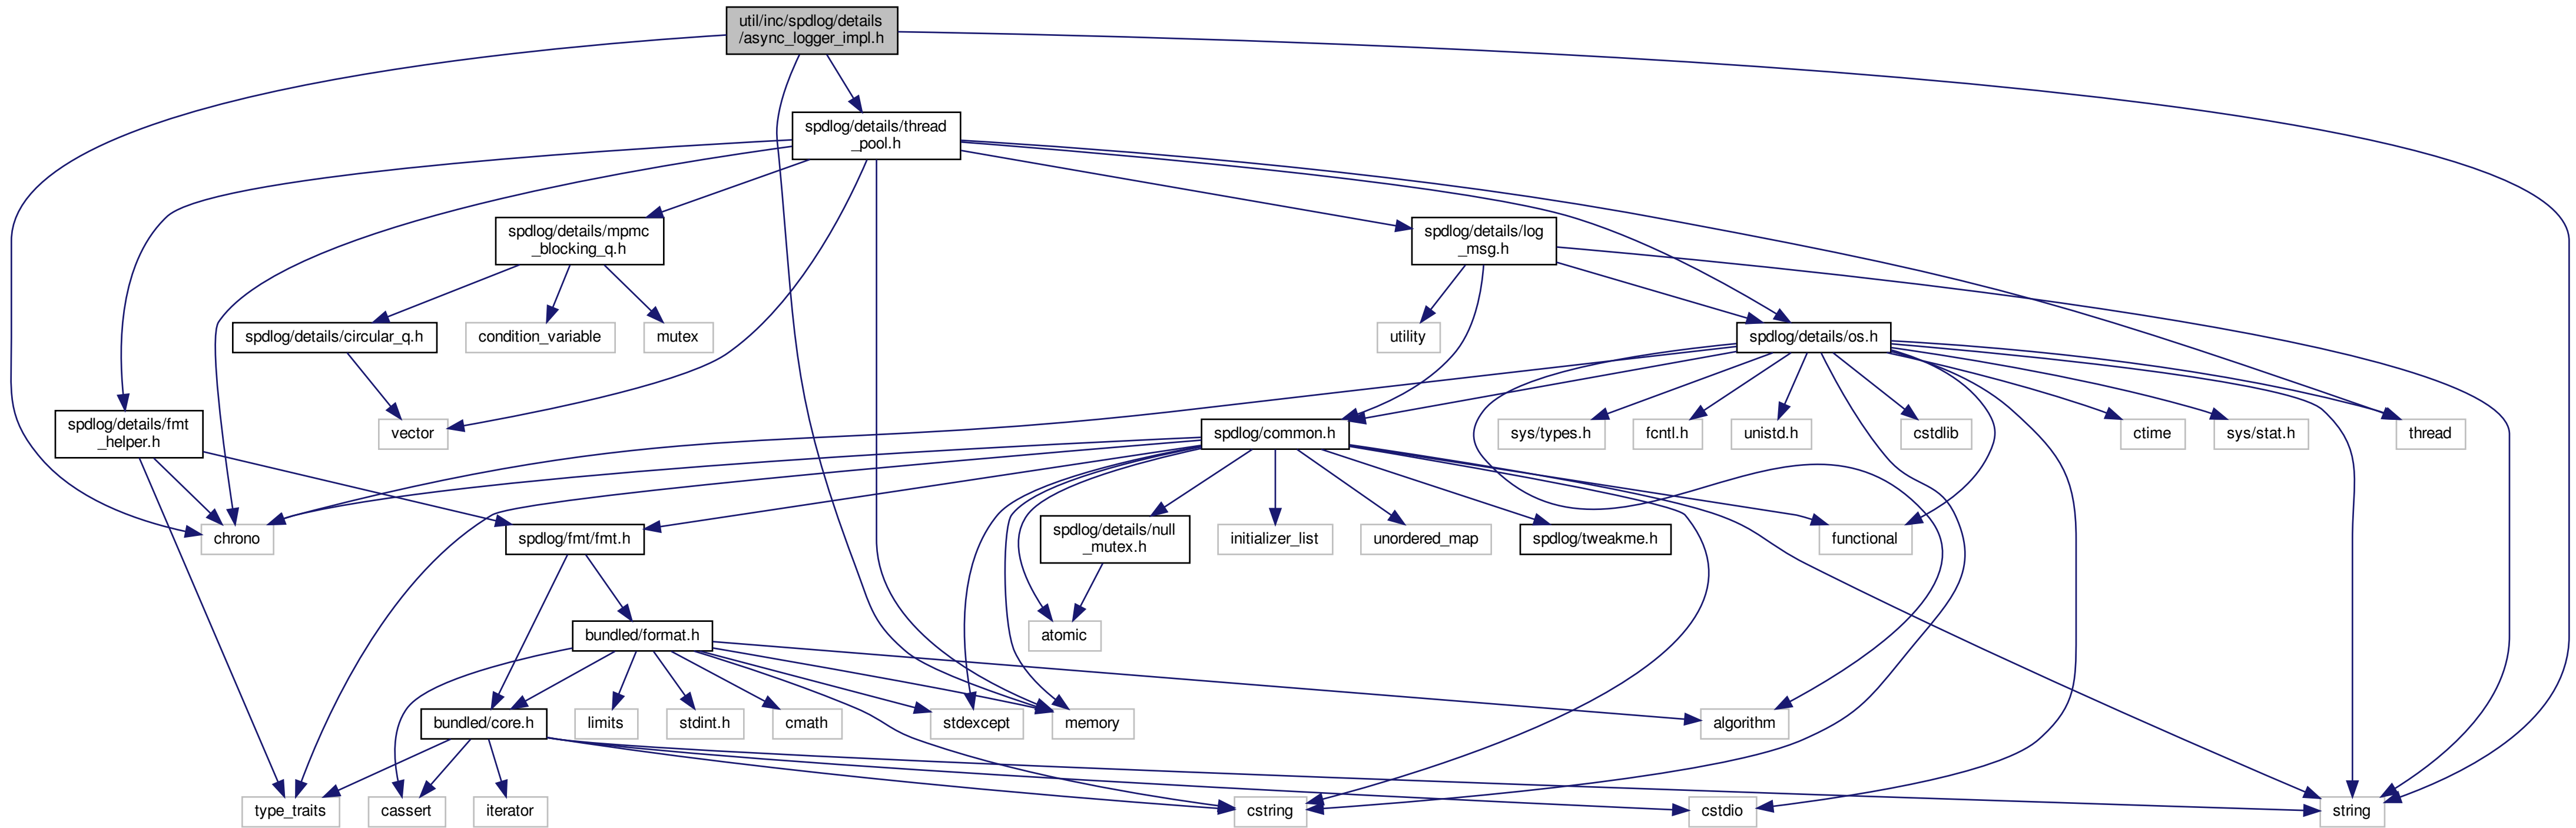 util/inc/spdlog/details
/async_logger_impl.h
spdlog/details/thread
_pool.h
spdlog/details/mpmc
_blocking_q.h
spdlog/details/log
_msg.h
spdlog/details/circular_q.h
condition_variable
mutex
utility
spdlog/details/os.h
spdlog/details/fmt
_helper.h
vector
spdlog/common.h
sys/types.h
fcntl.h
unistd.h
cstdlib
ctime
sys/stat.h
thread
chrono
spdlog/fmt/fmt.h
spdlog/details/null
_mutex.h
initializer_list
unordered_map
spdlog/tweakme.h
functional
bundled/format.h
atomic
bundled/core.h
limits
stdint.h
cmath
stdexcept
memory
algorithm
type_traits
cassert
iterator
cstring
cstdio
string